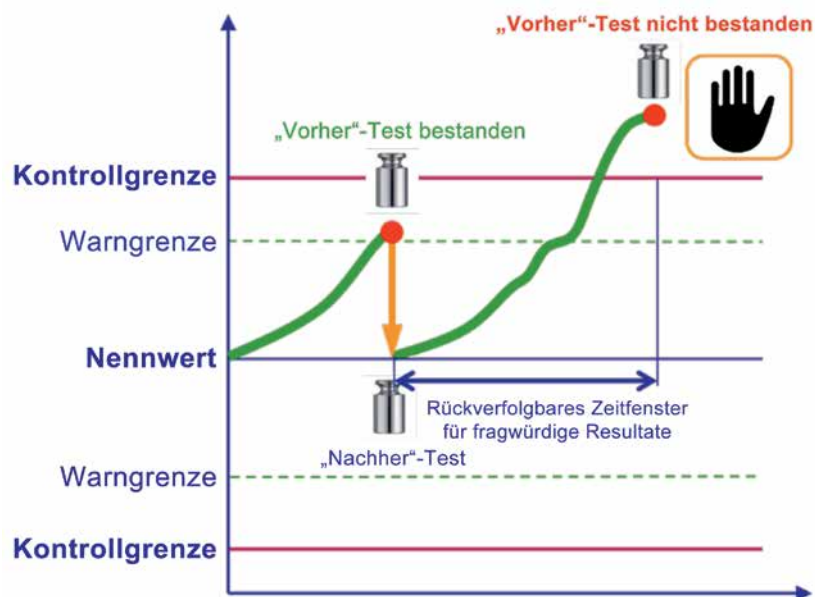 „Vorher“-Test nicht bestanden
„Vorher“-Test bestanden
Kontrollgrenze
Warngrenze
Nennwert
Rückverfolgbares Zeitfenster
für fragwürdige Resultate
„Nachher“-Test
Warngrenze
Kontrollgrenze